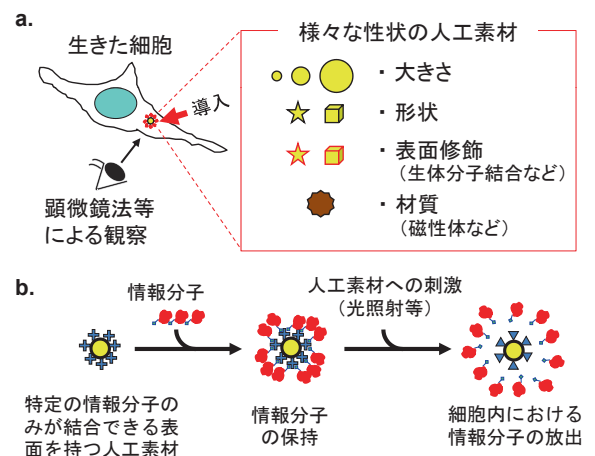 a.
生きた細胞
導入
顕微鏡法等
による観察
様々な性状の人工素材
・大きさ
・形状
・表面修飾
(生体分子結合など)
・材質
(磁性体など)
b.
情報分子
人工素材への刺激
(光照射等)
特定の情報分子の
みが結合できる表
面を持つ人工素材
情報分子
の保持
細胞内における
情報分子の放出